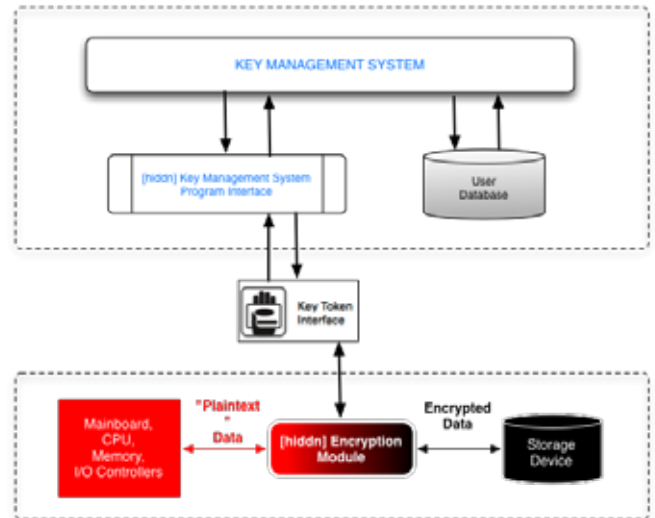 KEY MANAGEMENT SYSTEM
[hiddn] Key Management System
Program Interface
User
Database
Key Token
Interface
Mainboard,
CPU,
Memory,
I/O Controllers
"Plaintext
"
Data
[hiddn] Encryption
Module
Encrypted
Data
Storage
Device